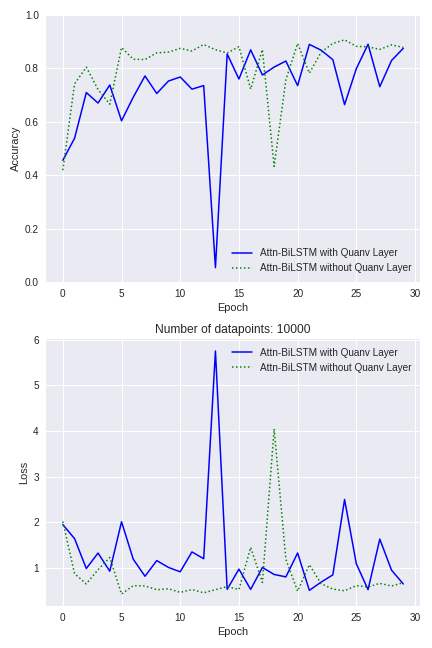 1.0
0.8
0.6
0.4
0.2
0.0
Accuracy
Attn-BiLSTM with Quanv Layer
Attn-BiLSTM without Quanv Layer
0 5 10 15 20 25 30
Epoch
Number of datapoints: 10000
6
5
4
3
2
1
Loss
Attn-BiLSTM with Quanv Layer
Attn-BiLSTM without Quanv Layer
0 5 10 15 20 25 30
Epoch